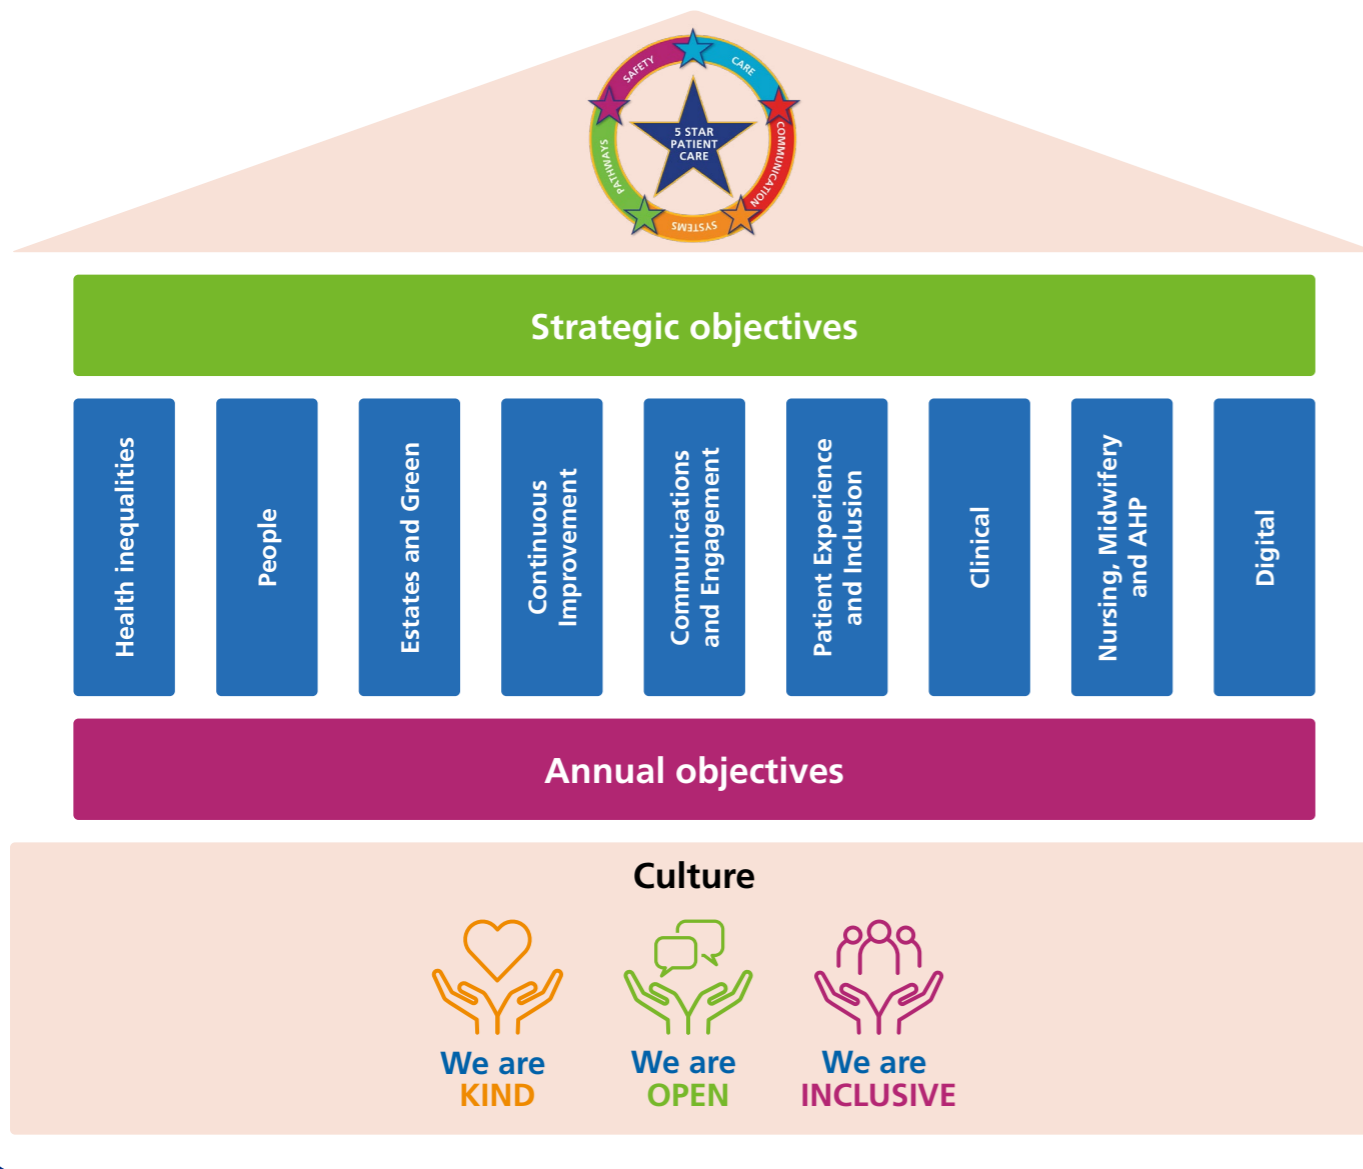 SAFETY
CARE
COMMUNICATION
SYSTEMS
PATHWAYS
5 STAR
PATIENT
CARE
Strategic objectives
Health inequalities
People
Estates and Green
Continuous
Improvement
Communications
and Engagement
Patient Experience
and Inclusion
Clinical
Nursing, Midwifery
and AHP
Digital
Annual objectives
Culture
We are
KIND
We are
OPEN
We are
INCLUSIVE